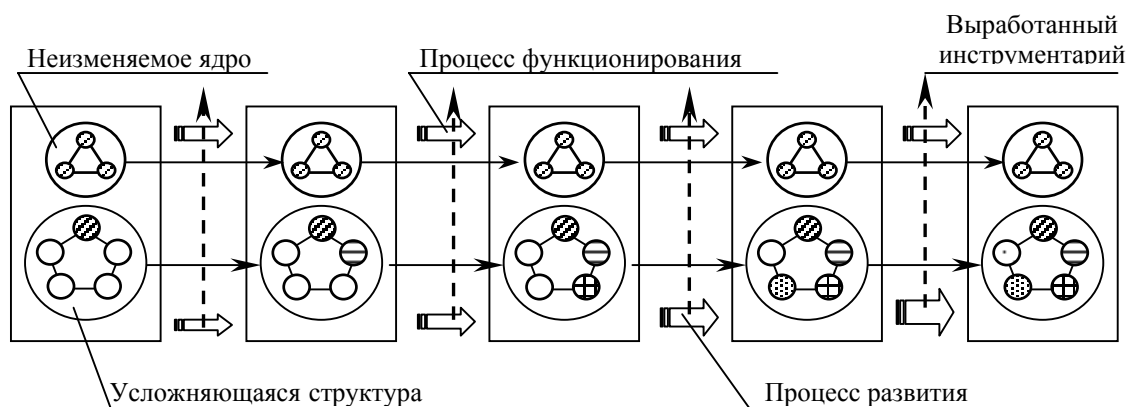 Выработанный
инструментарий
Неизменяемое ядро
Процесс функционирования
Усложняющаяся структура
Процесс развития